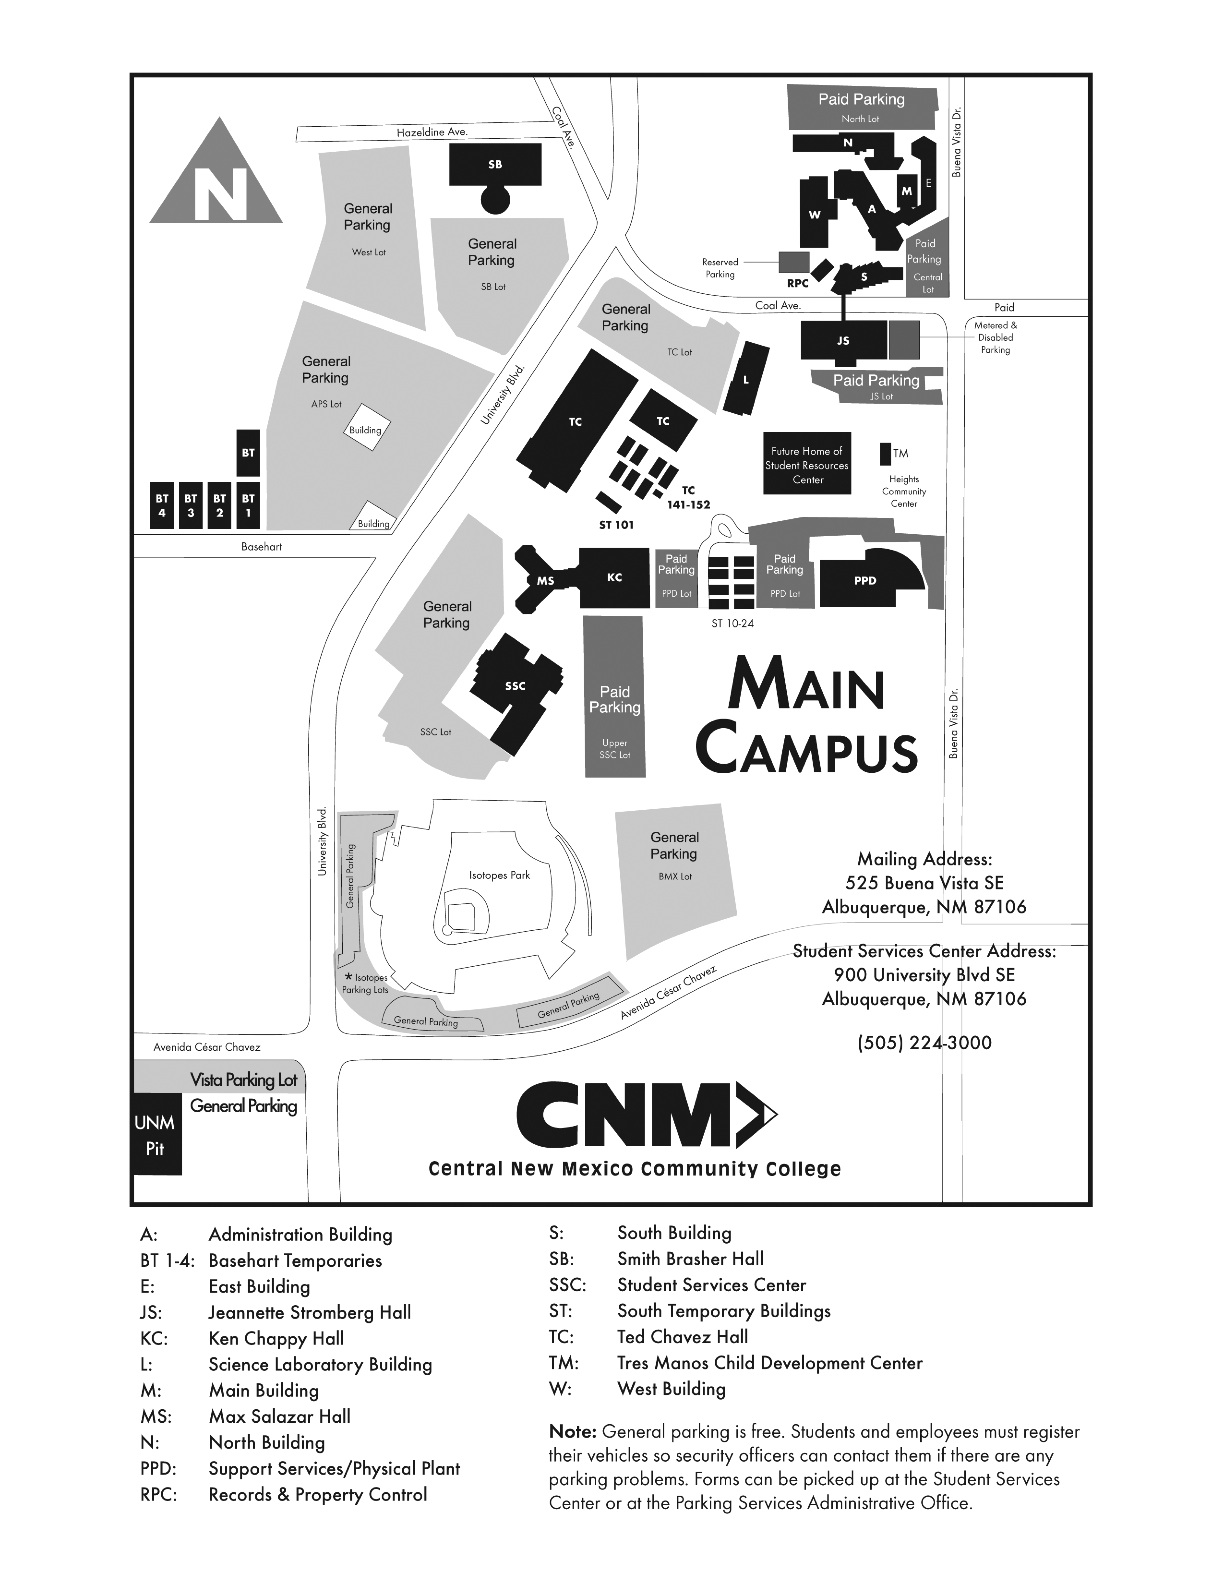 Paid Parking
North Lot
Buena Vista Dr.
Coal Ave.
Hazeldine Ave.
N
SB
N
E
M
W
A
General
Parking
West Lot
General
Parking
SB Lot
Paid
Parking
Central
Lot
Reserved
Parking
RPC
S
Coal Ave.
Paid
Metered &
Disabled
Parking
General
Parking
TC Lot
JS
Paid Parking
JS Lot
L
General
Parking
APS Lot
Building
Building
University Blvd.
TC
TC
TC
141-152
ST 101
Future Home of
Student Resources
Center
TM
Heights
Community
Center
BT
BT
4
BT
3
BT
2
BT
1
Basehart
MS
KC
Paid
Parking
PPD Lot
Paid
Parking
PPD Lot
PPD
ST 10-24
General
Parking
SSC
SSC Lot
Paid
Parking
Upper
SSC Lot
MAIN
CAMPUS
Buena Vista Dr.
University Blvd.
General Parking
Isotopes Park
General
Parking
BMX Lot
Mailing Address:
525 Buena Vista SE
Albuquerque, NM 87106
Student Services Center Address:
900 University Blvd SE
Albuquerque, NM 87106
(505) 224-3000
* Isotopes
Parking Lots
General Parking
General Parking
Avenida César Chavez
Avenida César Chavez
Vista Parking Lot
General Parking
UNM
Pit
CNM
Central New Mexico Community College
A: Administration Building
BT 1-4: Basehart Temporaries
E: East Building
JS: Jeannette Stromberg Hall
KC: Ken Chappy Hall
L: Science Laboratory Building
M: Main Building
MS: Max Salazar Hall
N: North Building
PPD: Support Services/Physical Plant
RPC: Records & Property Control
S: South Building
SB: Smith Brasher Hall
SSC: Student Services Center
ST: South Temporary Buildings
TC: Ted Chavez Hall
TM: Tres Manos Child Development Center
W: West Building
Note: General parking is free. Students and employees must register
their vehicles so security officers can contact them if there are any
parking problems. Forms can be picked up at the Student Services
Center or at the Parking Services Administrative Office.